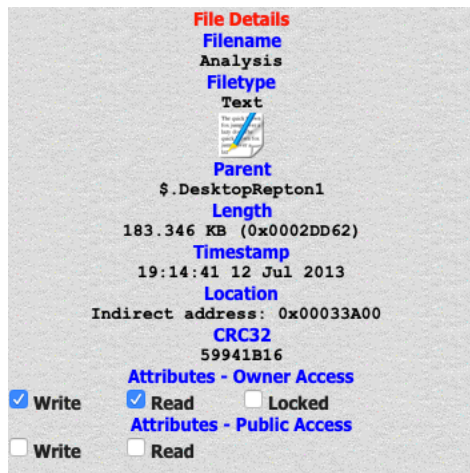 File Details
Filename
Analysis
Filetype
Text
Parent
$.DesktopRepton1
Length
183.346 KB (0x0002DD62)
Timestamp
19:14:41 12 Jul 2013
Location
Indirect address: 0x00033A00
CRC32
59941B16
Attributes - Owner Access
Write Read Locked
Attributes - Public Access
Write Read